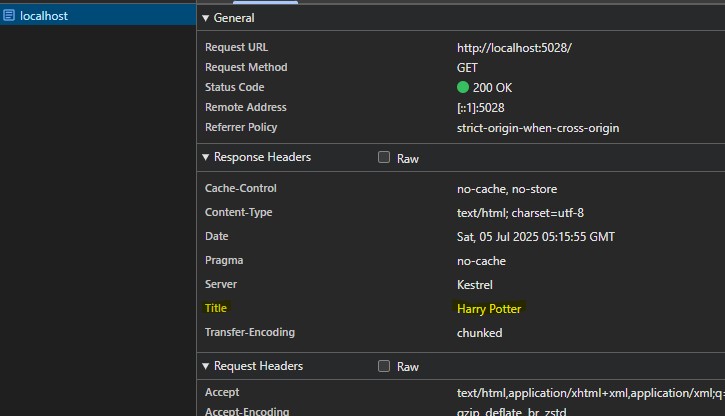 localhost
General
Request URL http://localhost:5028/
Request Method GET
Status Code 200 OK
Remote Address [::1]:5028
Referrer Policy strict-origin-when-cross-origin
Response Headers Raw
Cache-Control no-cache, no-store
Content-Type text/html; charset=utf-8
Date Sat, 05 Jul 2025 05:15:55 GMT
Pragma no-cache
Server Kestrel
Title Harry Potter
Transfer-Encoding chunked
Request Headers Raw
Accept text/html,application/xhtml+xml,application/xml;q=
Accept-Encoding gzip, deflate, br, zstd